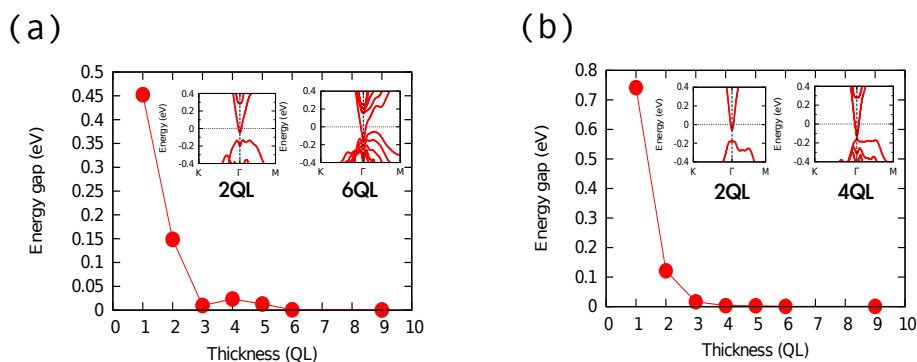 (a)
Energy gap (eV)
0.5
0.45
0.4
0.35
0.3
0.25
0.2
0.15
0.1
0.05
0
0 1 2 3 4 5 6 7 8 9 10
Thickness (QL)
Energy (eV)
0.4
0.2
0
-0.2
-0.4
K Γ M
2QL
Energy (eV)
0.4
0.2
0
-0.2
-0.4
K Γ M
6QL
(b)
Energy gap (eV)
0.8
0.7
0.6
0.5
0.4
0.3
0.2
0.1
0
0 1 2 3 4 5 6 7 8 9 10
Thickness (QL)
Energy (eV)
0.4
0.2
0
-0.2
-0.4
K Γ M
2QL
Energy (eV)
0.4
0.2
0
-0.2
-0.4
K Γ M
4QL